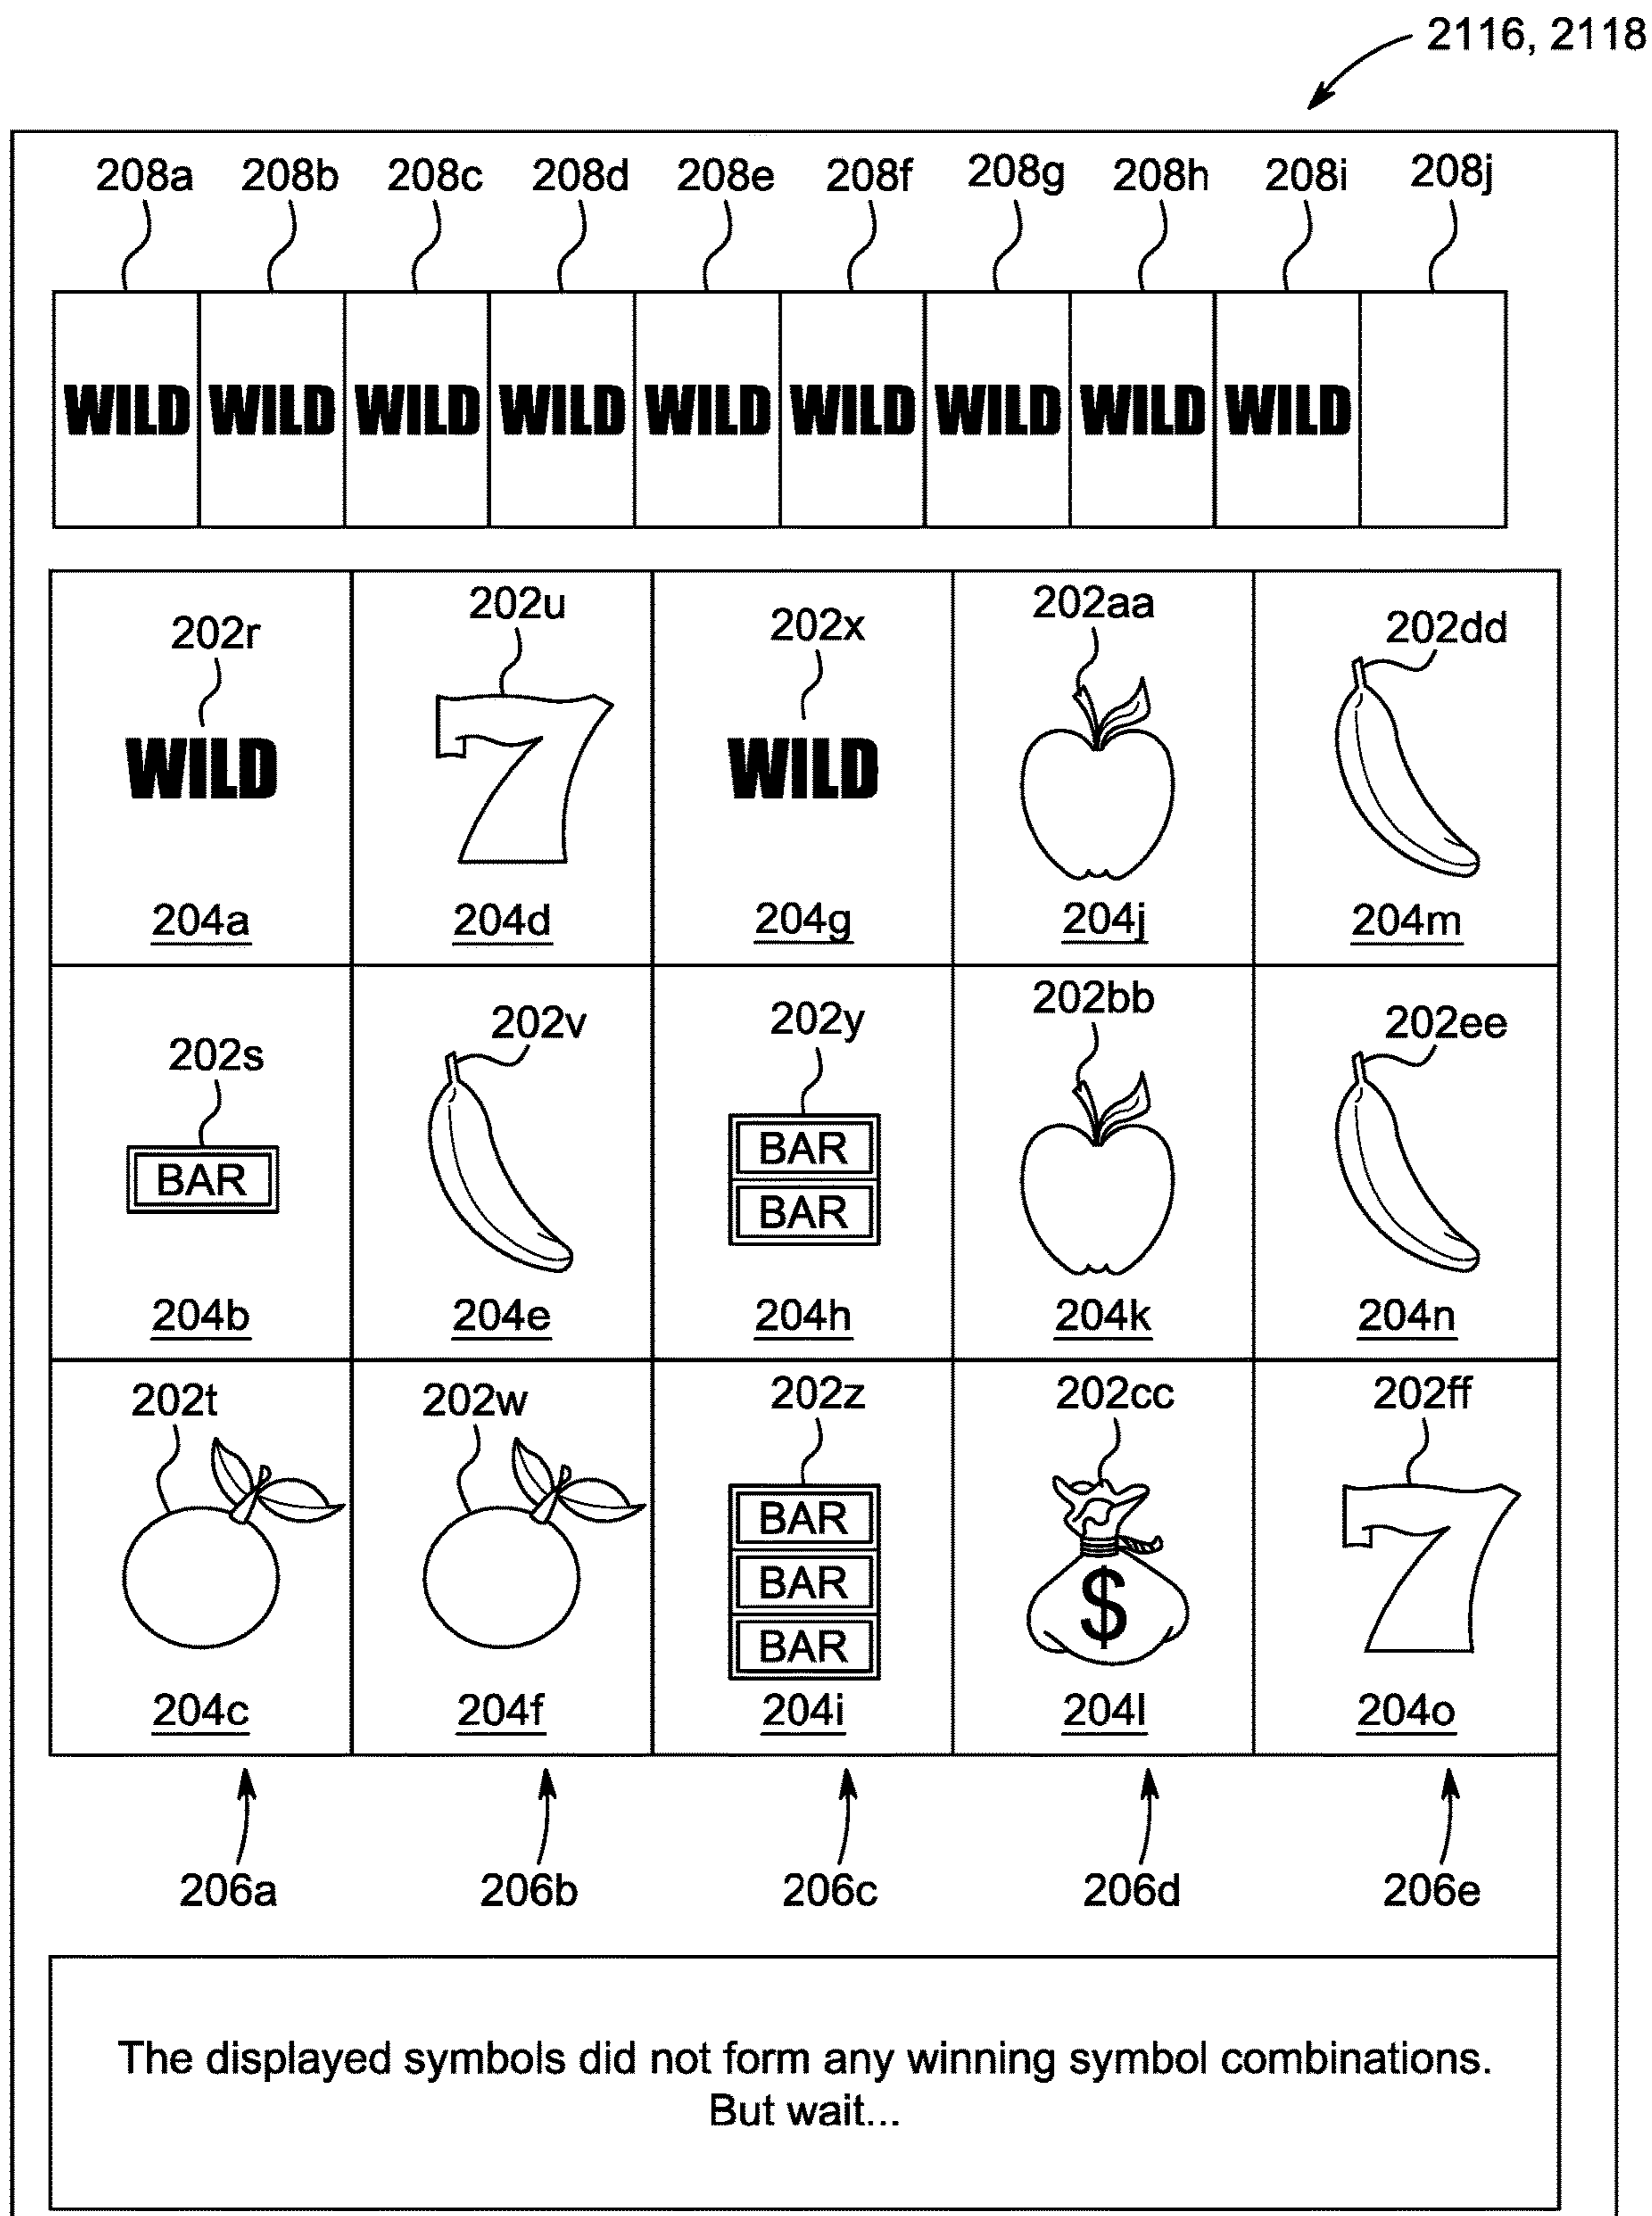 2116, 2118
208a 208b 208c 208d 208e 208f 208g 208h 208i 208j
WILD WILD WILD WILD WILD WILD WILD WILD WILD
202r 202u 202x 202aa 202dd
WILD WILD
204a 204d 204g 204j 204m
202s 202v 202y 202bb 202ee
BAR BAR
BAR
204b 204e 204h 204k 204n
202t 202w 202z 202cc 202ff
7 7
BAR
BAR $
BAR
204c 204f 204i 204l 204o
206a 206b 206c 206d 206e
The displayed symbols did not form any winning symbol combinations.
But wait...